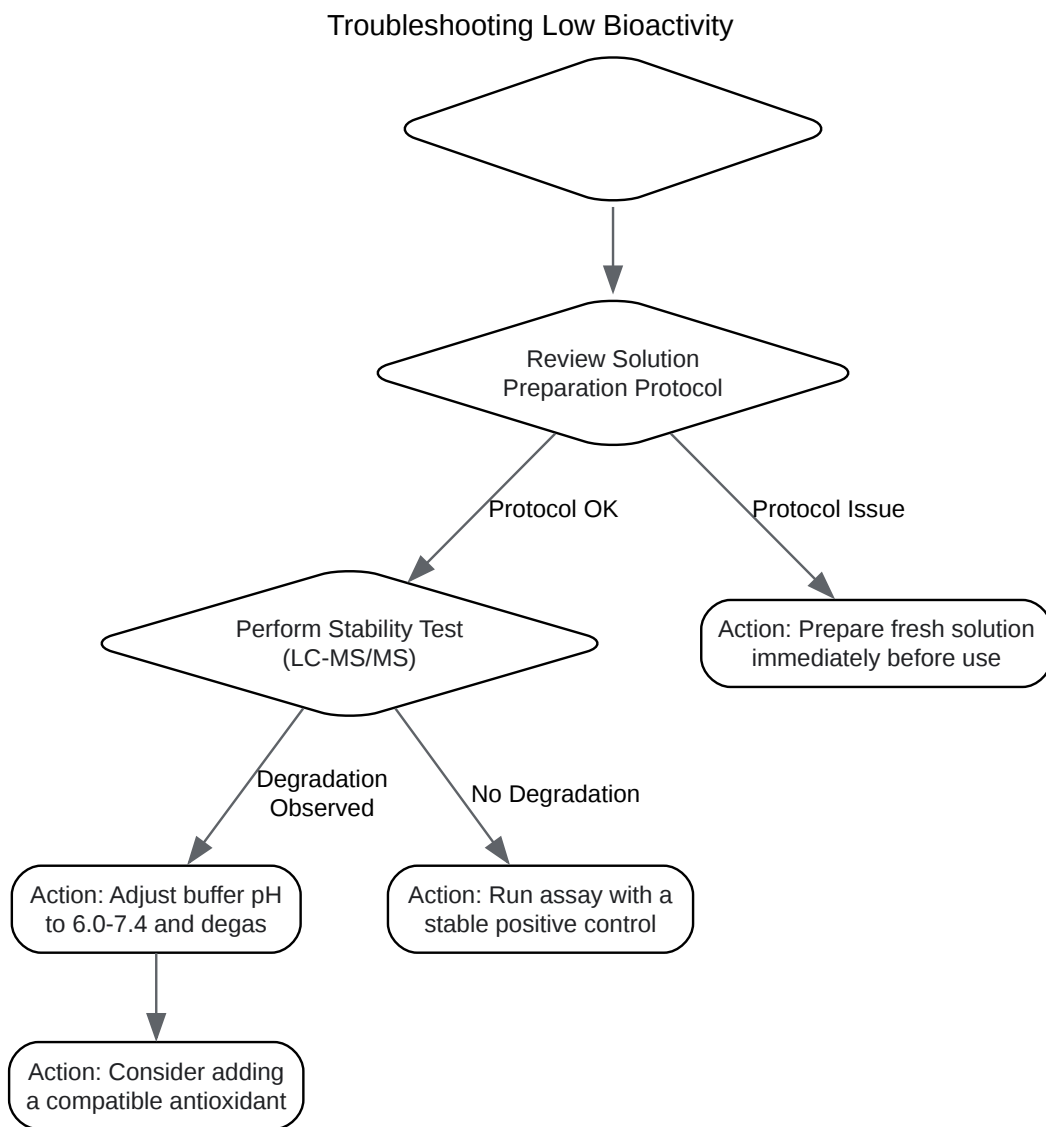 Troubleshooting Low Bioactivity
Review Solution
Preparation Protocol
Protocol OK
Protocol Issue
Perform Stability Test
(LC-MS/MS)
Action: Prepare fresh solution
immediately before use
Degradation
Observed
No Degradation
Action: Adjust buffer pH
to 6.0-7.4 and degas
Action: Run assay with a
stable positive control
Action: Consider adding
a compatible antioxidant